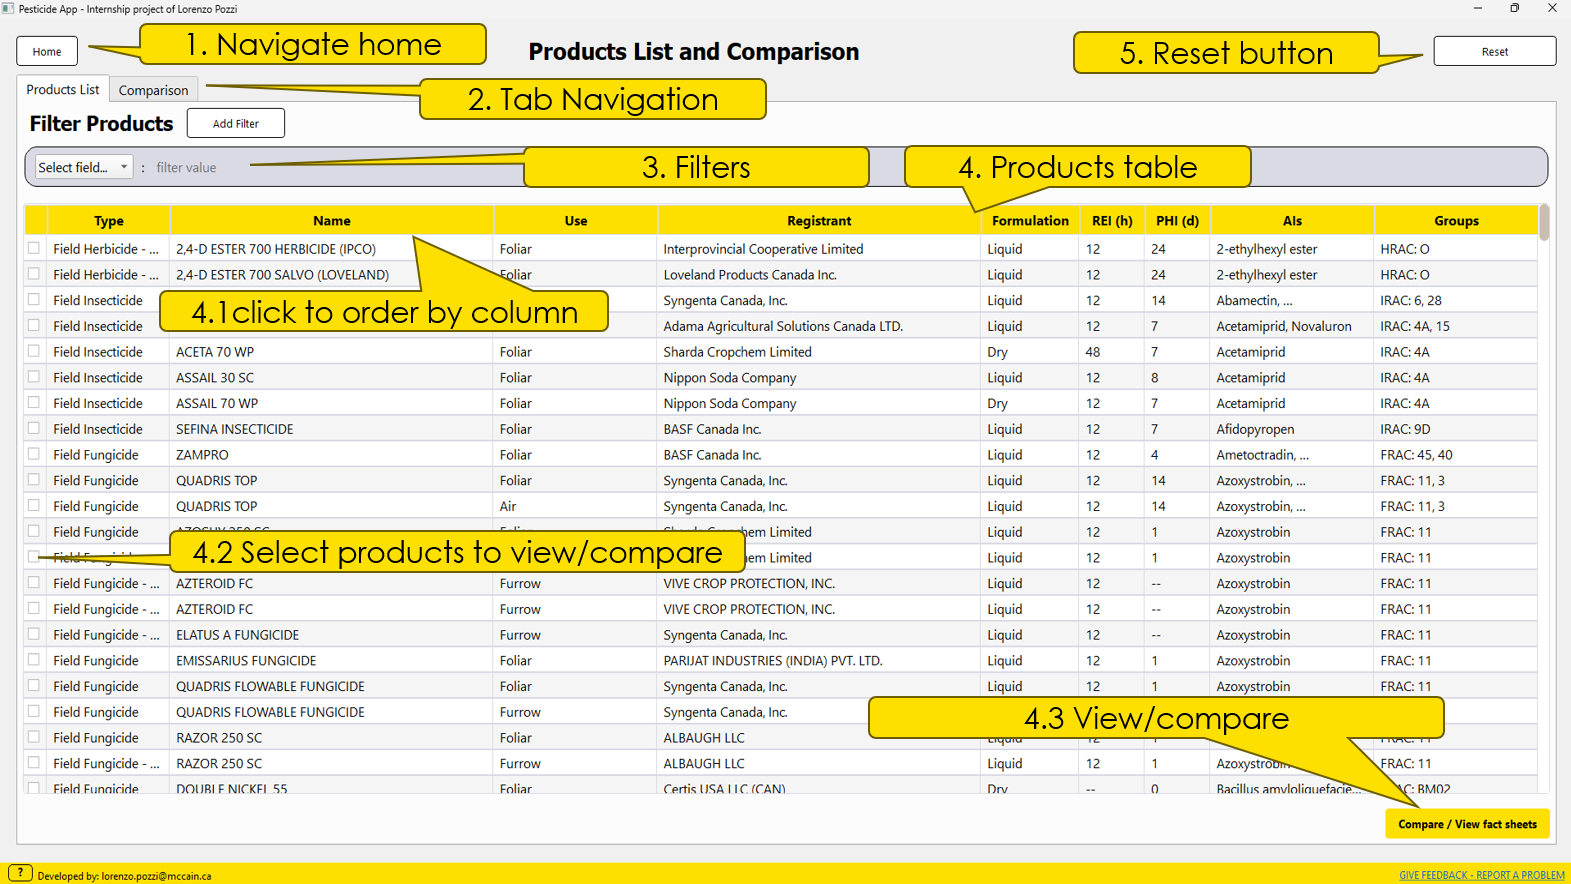 Pesticide App - Internship project of Lorenzo Pozzi
Home
1. Navigate home
Products List and Comparison
5. Reset button
Reset
Products List
Comparison
2. Tab Navigation
Filter Products
Add Filter
Select field...
:
filter value
3. Filters
4. Products table
Type Name Use Registrant Formulation REI (h) PHI (d) AIs Groups
Field Herbicide - ... 2,4-D ESTER 700 HERBICIDE (IPCO) Foliar Interprovincial Cooperative Limited Liquid 12 24 2-ethylhexyl ester HRAC: O
Field Herbicide - ... 2,4-D ESTER 700 SALVO (LOVELAND) Foliar Loveland Products Canada Inc. Liquid 12 24 2-ethylhexyl ester HRAC: O
Field Insecticide Syngenta Canada, Inc. Liquid 12 14 Abamectin, ... IRAC: 6, 28
4.1click to order by column
Field Insecticide Adama Agricultural Solutions Canada LTD. Liquid 12 7 Acetamiprid, Novaluron IRAC: 4A, 15
Field Insecticide ACETA 70 WP Foliar Sharda Cropchem Limited Dry 48 7 Acetamiprid IRAC: 4A
Field Insecticide ASSAIL 30 SC Foliar Nippon Soda Company Liquid 12 8 Acetamiprid IRAC: 4A
Field Insecticide ASSAIL 70 WP Foliar Nippon Soda Company Dry 12 7 Acetamiprid IRAC: 4A
Field Insecticide SEFINA INSECTICIDE Foliar BASF Canada Inc. Liquid 12 7 Afidopyropen IRAC: 9D
Field Fungicide ZAMPRO Foliar BASF Canada Inc. Liquid 12 4 Ametoctradin, ... FRAC: 45, 40
Field Fungicide QUADRIS TOP Foliar Syngenta Canada, Inc. Liquid 12 14 Azoxystrobin, ... FRAC: 11, 3
Field Fungicide QUADRIS TOP Air Syngenta Canada, Inc. Liquid 12 14 Azoxystrobin, ... FRAC: 11, 3
Field Fungicide AZOSHY 250 SC Foliar Sharda Cropchem Limited Liquid 12 1 Azoxystrobin FRAC: 11
4.2 Select products to view/compare
Field Fungicide - ... Limited Liquid 12 1 Azoxystrobin FRAC: 11
Field Fungicide - ... AZTEROID FC Furrow VIVE CROP PROTECTION, INC. Liquid 12 -- Azoxystrobin FRAC: 11
Field Fungicide - ... AZTEROID FC Furrow VIVE CROP PROTECTION, INC. Liquid 12 -- Azoxystrobin FRAC: 11
Field Fungicide - ... ELATUS A FUNGICIDE Furrow Syngenta Canada, Inc. Liquid 12 -- Azoxystrobin FRAC: 11
Field Fungicide EMISSARIUS FUNGICIDE Foliar PARIJAT INDUSTRIES (INDIA) PVT. LTD. Liquid 12 1 Azoxystrobin FRAC: 11
Field Fungicide QUADRIS FLOWABLE FUNGICIDE Foliar Syngenta Canada, Inc. Liquid 12 1 Azoxystrobin FRAC: 11
Field Fungicide QUADRIS FLOWABLE FUNGICIDE Furrow Syngenta Canada, Inc.
4.3 View/compare
Field Fungicide RAZOR 250 SC Foliar ALBAUGH LLC Liquid 12 1 FRAC: 11
Field Fungicide - ... RAZOR 250 SC Furrow ALBAUGH LLC Liquid 12 1 Azoxystrobin FRAC: 11
Field Fungicide DOUBLE NICKEL 55 Foliar Certis USA LLC (CAN) Dry -- 0 Bacillus amyloliquefacie... FRAC: BM02
Compare / View fact sheets
?
Developed by: lorenzo.pozzi@mccain.ca
GIVE FEEDBACK - REPORT A PROBLEM